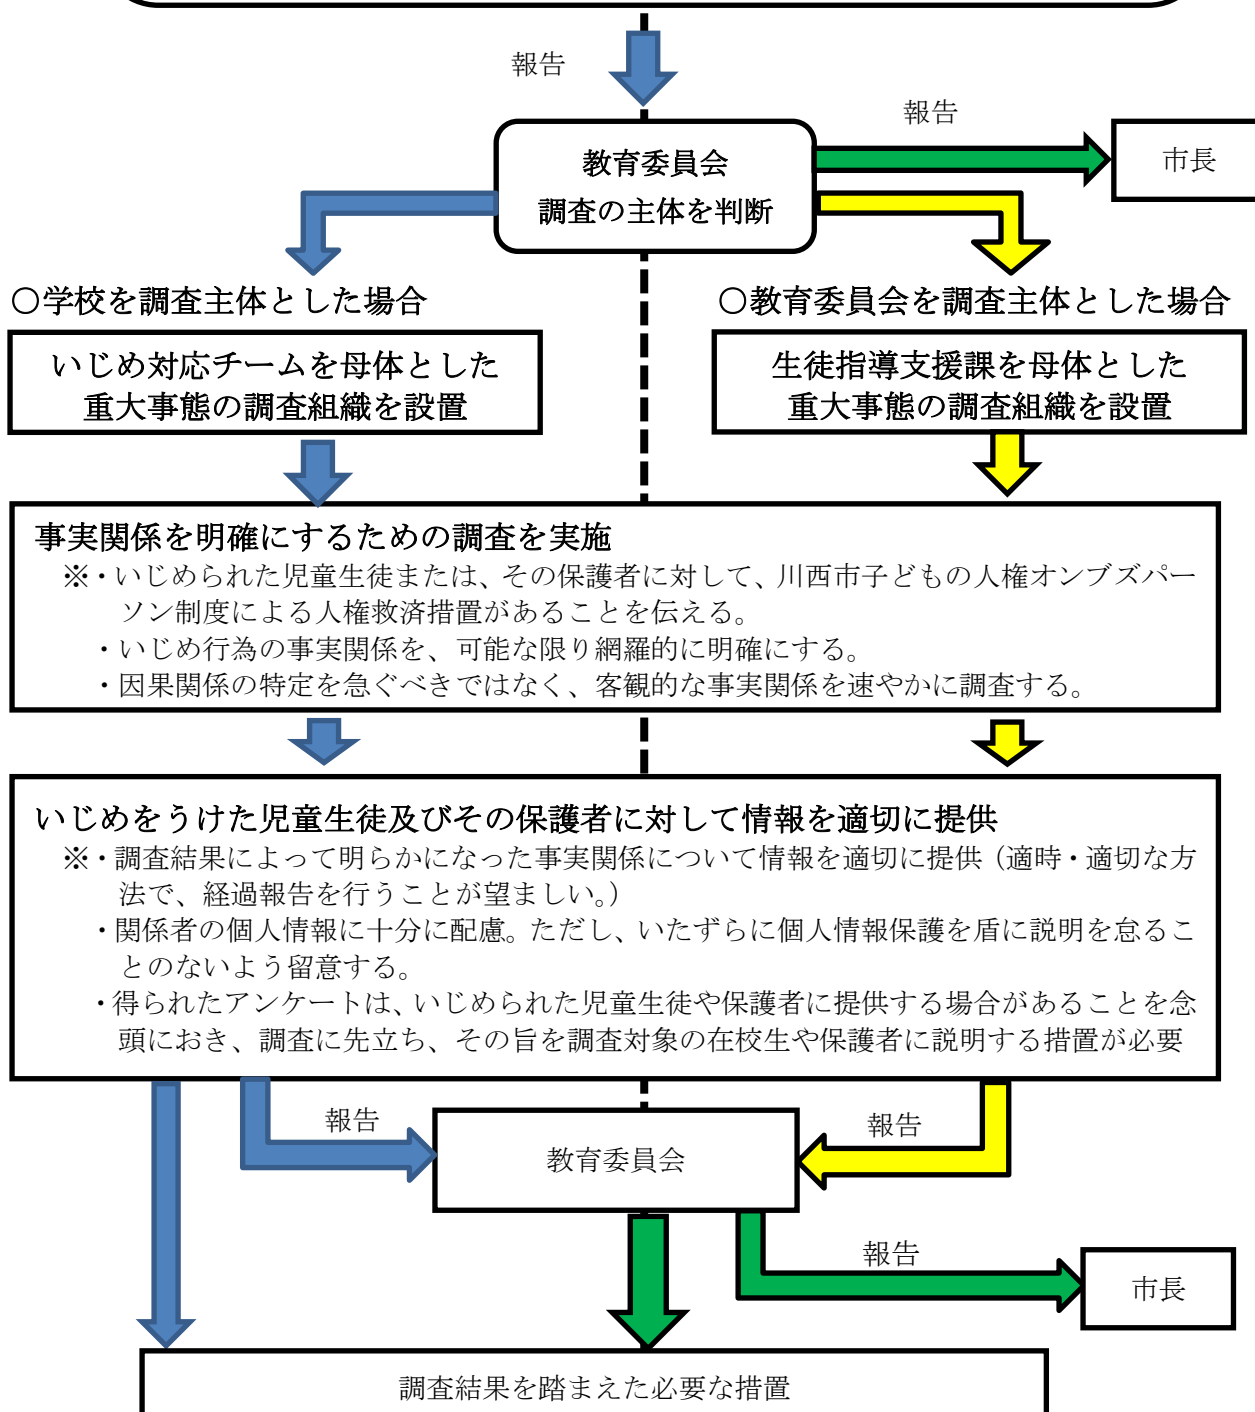 報告
報告
教育委員会
調査の主体を判断
市長
〇学校を調査主体とした場合
〇教育委員会を調査主体とした場合
いじめ対応チームを母体とした
重大事態の調査組織を設置
生徒指導支援課を母体とした
重大事態の調査組織を設置
事実関係を明確にするための調査を実施
※・いじめられた児童生徒または、その保護者に対して、川西市子どもの人権オンブズパー
ソン制度による人権救済措置があることを伝える。
・いじめ行為の事実関係を、可能な限り網羅的に明確にする。
・因果関係の特定を急ぐべきではなく、客観的な事実関係を速やかに調査する。
いじめをうけた児童生徒及びその保護者に対して情報を適切に提供
※・調査結果によって明らかになった事実関係について情報を適切に提供（適時・適切な方
法で、経過報告を行うことが望ましい。）
・関係者の個人情報に十分に配慮。ただし、いたずらに個人情報保護を盾に説明を怠るこ
とのないよう留意する。
・得られたアンケートは、いじめられた児童生徒や保護者に提供する場合があることを念
頭におき、調査に先立ち、その旨を調査対象の在校生や保護者に説明する措置が必要
報告
報告
教育委員会
報告
市長
調査結果を踏まえた必要な措置